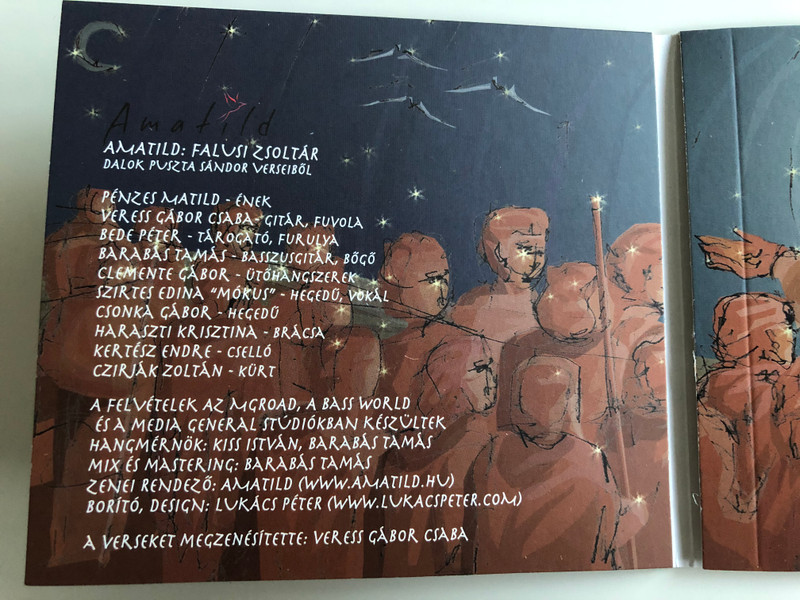 Amatild
AMATILD: FALUSI ZSOLTÁR
DALOK PUSZTA SÁNDOR VERSEIBŐL
PÉNZES MATILD - ÉNEK
VERESS GÁBOR CSABA- GITÁR, FUVOLA
BEDE PÉTER - TÁROGATÓ, FURULYA
BARABÁS TAMÁS - BASSZUSGITÁR, BŐGŐ
CLEMENTE GÁBOR - ÜTŐHANGSZEREK
SZIRTES EDINA "MÓKUS" - HEGEDŰ, VOKÁL
CSONKA GÁBOR - HEGEDŰ
HARASZTI KRISZTINA - BRÁCSA
KERTÉSZ ENDRE - CSELLÓ
CZIRJÁK ZOLTÁN - KÜRT
A FELVÉTELEK AZ MGROAD, A BASS WORLD
ÉS A MEDIA GENERAL STÚDIÓKBAN KÉSZÜLTEK
HANGMÉRNÖK: KISS ISTVÁN, BARABÁS TAMÁS
MIX ÉS MASTERING: BARABÁS TAMÁS
ZENEI RENDEZŐ: AMATILD (WWW.AMATILD.HU)
BORÍTÓ, DESIGN: LUKÁCS PÉTER (WWW.LUKACSPETER.COM)
A VERSEKET MEGZENÉSÍTETTE: VERESS GÁBOR CSABA